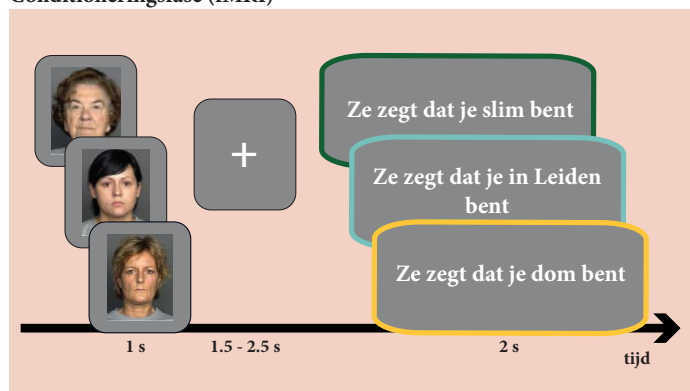 Conditioneringsfase (fMRI)
Ze zegt dat je slim bent
+
Ze zegt dat je in Leiden
bent
Ze zegt dat je dom bent
1 s
1.5 - 2.5 s
2 s
tijd